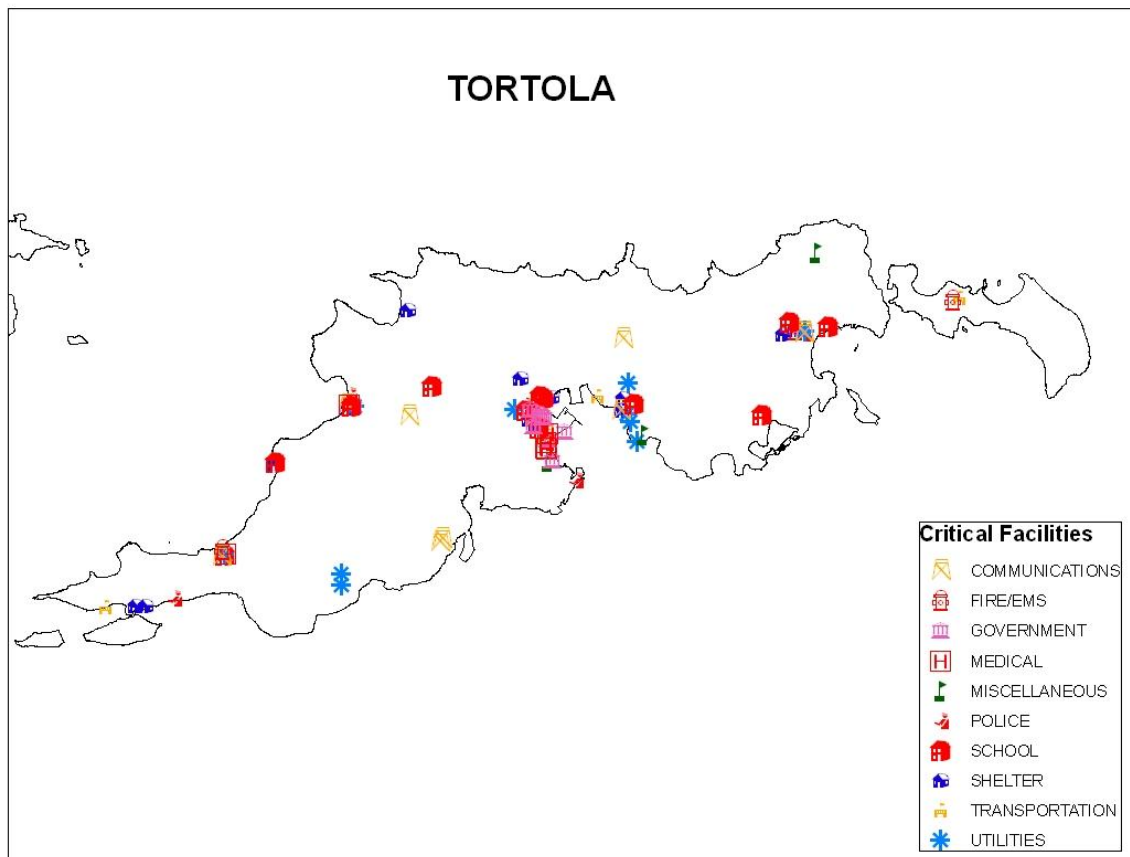 TORTOLA
Critical Facilities
COMMUNICATIONS
FIRE/EMS
GOVERNMENT
MEDICAL
MISCELLANEOUS
POLICE
SCHOOL
SHELTER
TRANSPORTATION
UTILITIES